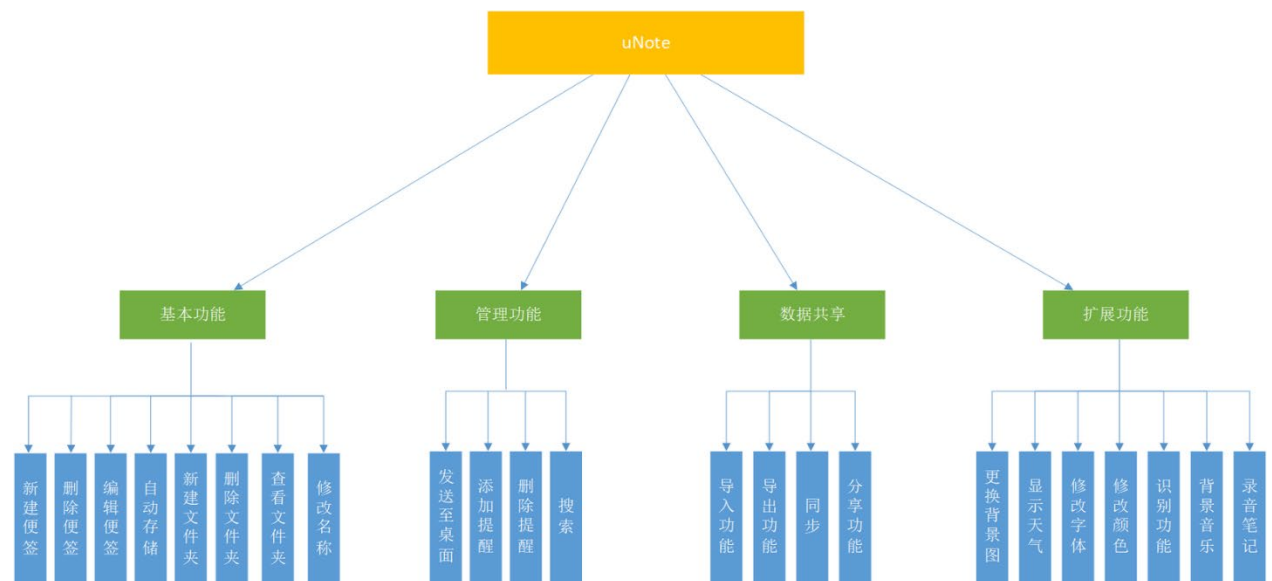 uNote
基本功能
管理功能
数据共享
扩展功能
新建便签
删除便签
编辑便签
自动存储
新建文件夹
删除文件夹
查看文件夹
修改名称
发送至桌面
添加提醒
删除提醒
搜索
导入功能
导出功能
同步
分享功能
更换背景图
显示天气
修改字体
修改颜色
识别功能
背景音乐
录音笔记